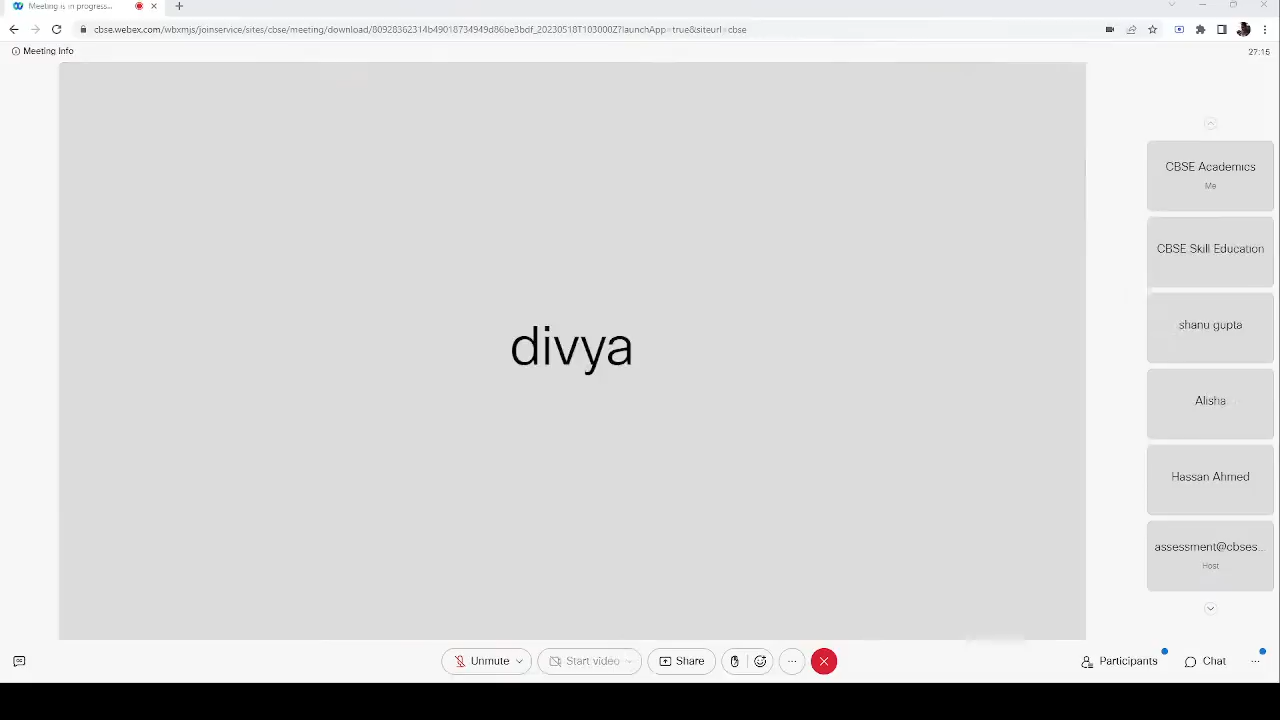 Meeting is in progress...
cbse.webex.com/wbxmjs/joinservice/sites/cbse/meeting/download/80928362314b49018734949d86be3bdf_20230518T103000Z?launchApp=true&siteurl=cbse
Meeting Info
27:15
divya
CBSE Academics
Me
CBSE Skill Education
shanu gupta
Alisha
Hassan Ahmed
assessment@cbses...
Host
Unmute
Start video
Share
Participants
Chat